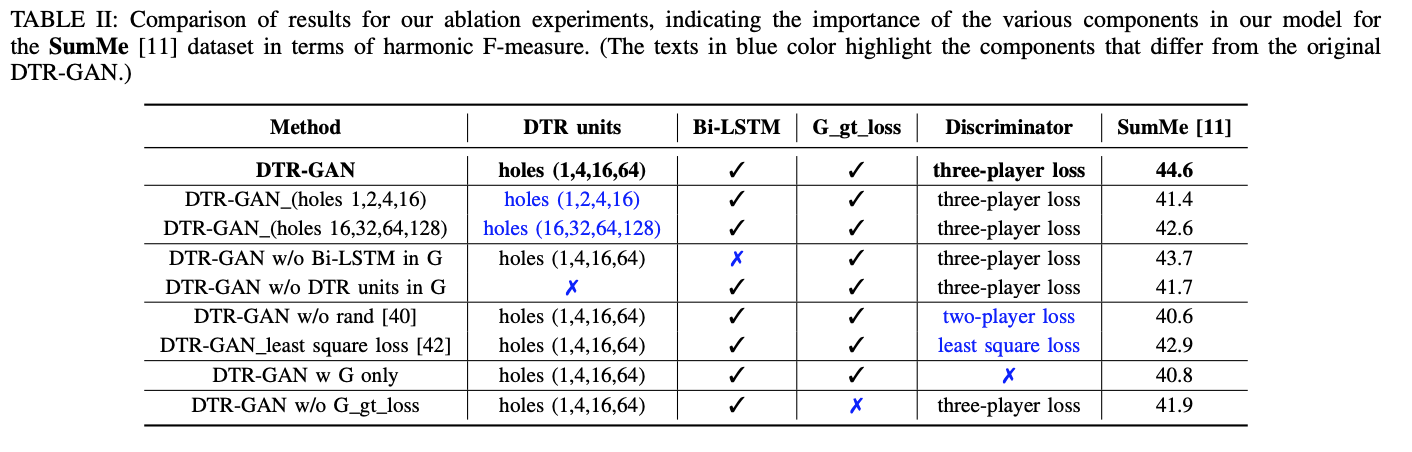 TABLE II: Comparison of results for our ablation experiments, indicating the importance of the various components in our model for
the SumMe [11] dataset in terms of harmonic F-measure. (The texts in blue color highlight the components that differ from the original
DTR-GAN.)
Method DTR units Bi-LSTM G_gt_loss Discriminator SumMe [11]
DTR-GAN holes (1,4,16,64) ✓ ✓ three-player loss 44.6
DTR-GAN_(holes 1,2,4,16) holes (1,2,4,16) ✓ ✓ three-player loss 41.4
DTR-GAN_(holes 16,32,64,128) holes (16,32,64,128) ✓ ✓ three-player loss 42.6
DTR-GAN w/o Bi-LSTM in G holes (1,4,16,64) ✗ ✓ three-player loss 43.7
DTR-GAN w/o DTR units in G ✗ ✓ ✓ three-player loss 41.7
DTR-GAN w/o rand [40] holes (1,4,16,64) ✓ ✓ two-player loss 40.6
DTR-GAN_least square loss [42] holes (1,4,16,64) ✓ ✓ least square loss 42.9
DTR-GAN w G only holes (1,4,16,64) ✓ ✓ ✗ 40.8
DTR-GAN w/o G_gt_loss holes (1,4,16,64) ✓ ✗ three-player loss 41.9